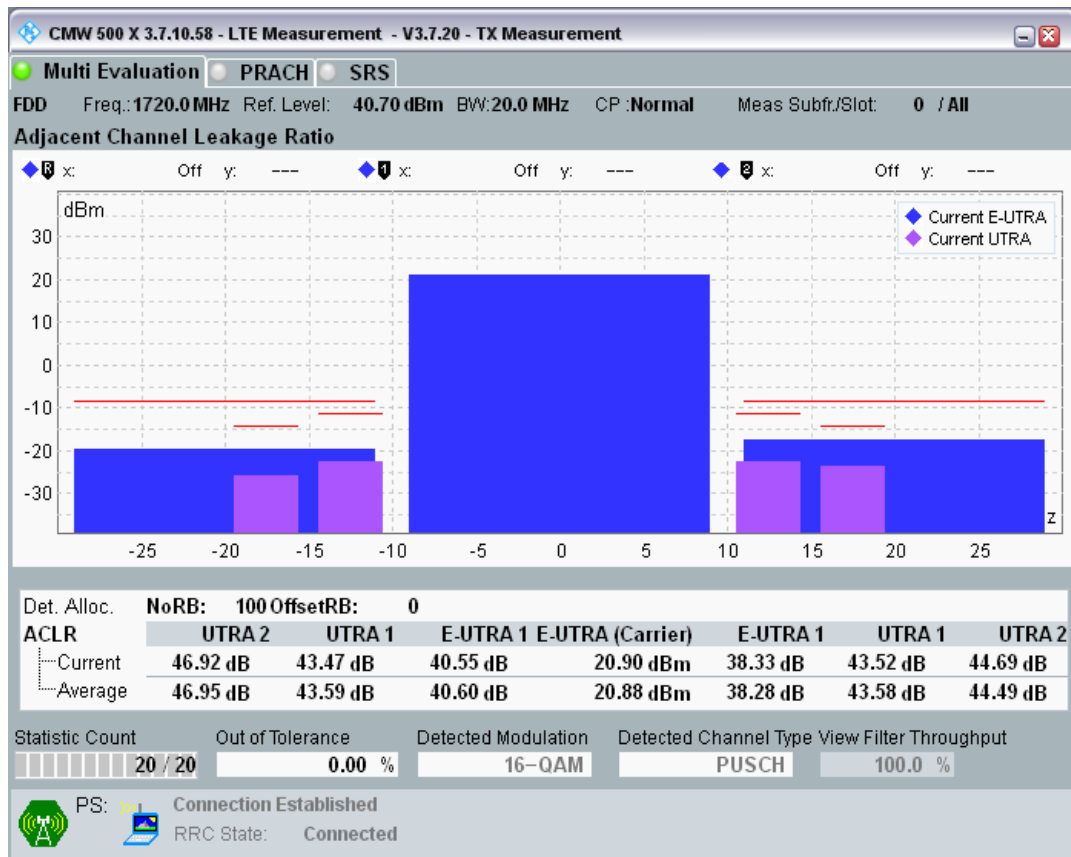 CMW 500 X 3.7.10.58 - LTE Measurement - V3.7.20 - TX Measurement
Multi Evaluation PRACH SRS
FDD Freq.:1720.0 MHz Ref. Level: 40.70 dBm BW:20.0 MHz CP :Normal Meas Subfr./Slot: 0 / All
Adjacent Channel Leakage Ratio
R x: Off y: --- 1 x: Off y: --- 2 x: Off y: ---
dBm
Current E-UTRA
Current UTRA
30
20
10
0
-10
-20
-30
z
-25 -20 -15 -10 -5 0 5 10 15 20 25
Det. Alloc. NoRB: 100 OffsetRB: 0
ACLR UTRA 2 UTRA 1 E-UTRA 1 E-UTRA (Carrier) E-UTRA 1 UTRA 1 UTRA 2
Current 46.92 dB 43.47 dB 40.55 dB 20.90 dBm 38.33 dB 43.52 dB 44.69 dB
Average 46.95 dB 43.59 dB 40.60 dB 20.88 dBm 38.28 dB 43.58 dB 44.49 dB
Statistic Count Out of Tolerance Detected Modulation Detected Channel Type View Filter Throughput
20 / 20 0.00 % 16-QAM PUSCH 100.0 %
PS: Connection Established
RRC State: Connected